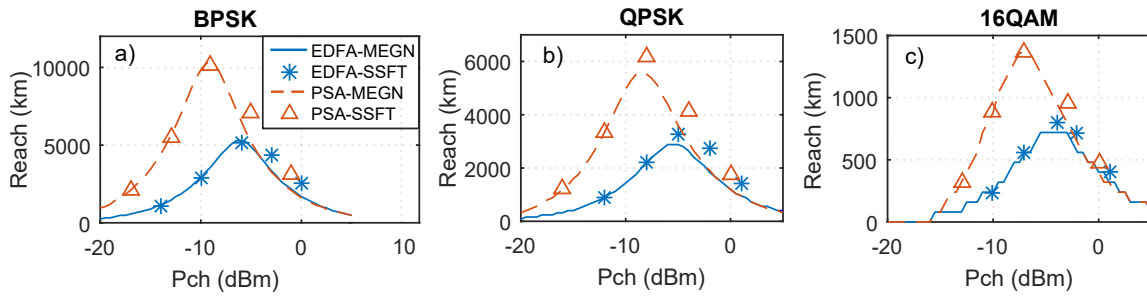 BPSK
a)
Reach (km)
10000
5000
0
-20
-10
0
10
Pch (dBm)
EDFA-MEGN
EDFA-SSFT
PSA-MEGN
PSA-SSFT
QPSK
b)
Reach (km)
8000
6000
4000
2000
0
-20
-10
0
Pch (dBm)
16QAM
c)
Reach (km)
1500
1000
500
0
-20
-10
0
Pch (dBm)